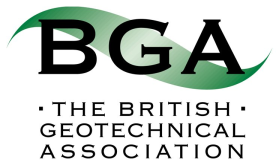 BGA
· THE BRITISH ·
GEOTECHNICAL
ASSOCIATION